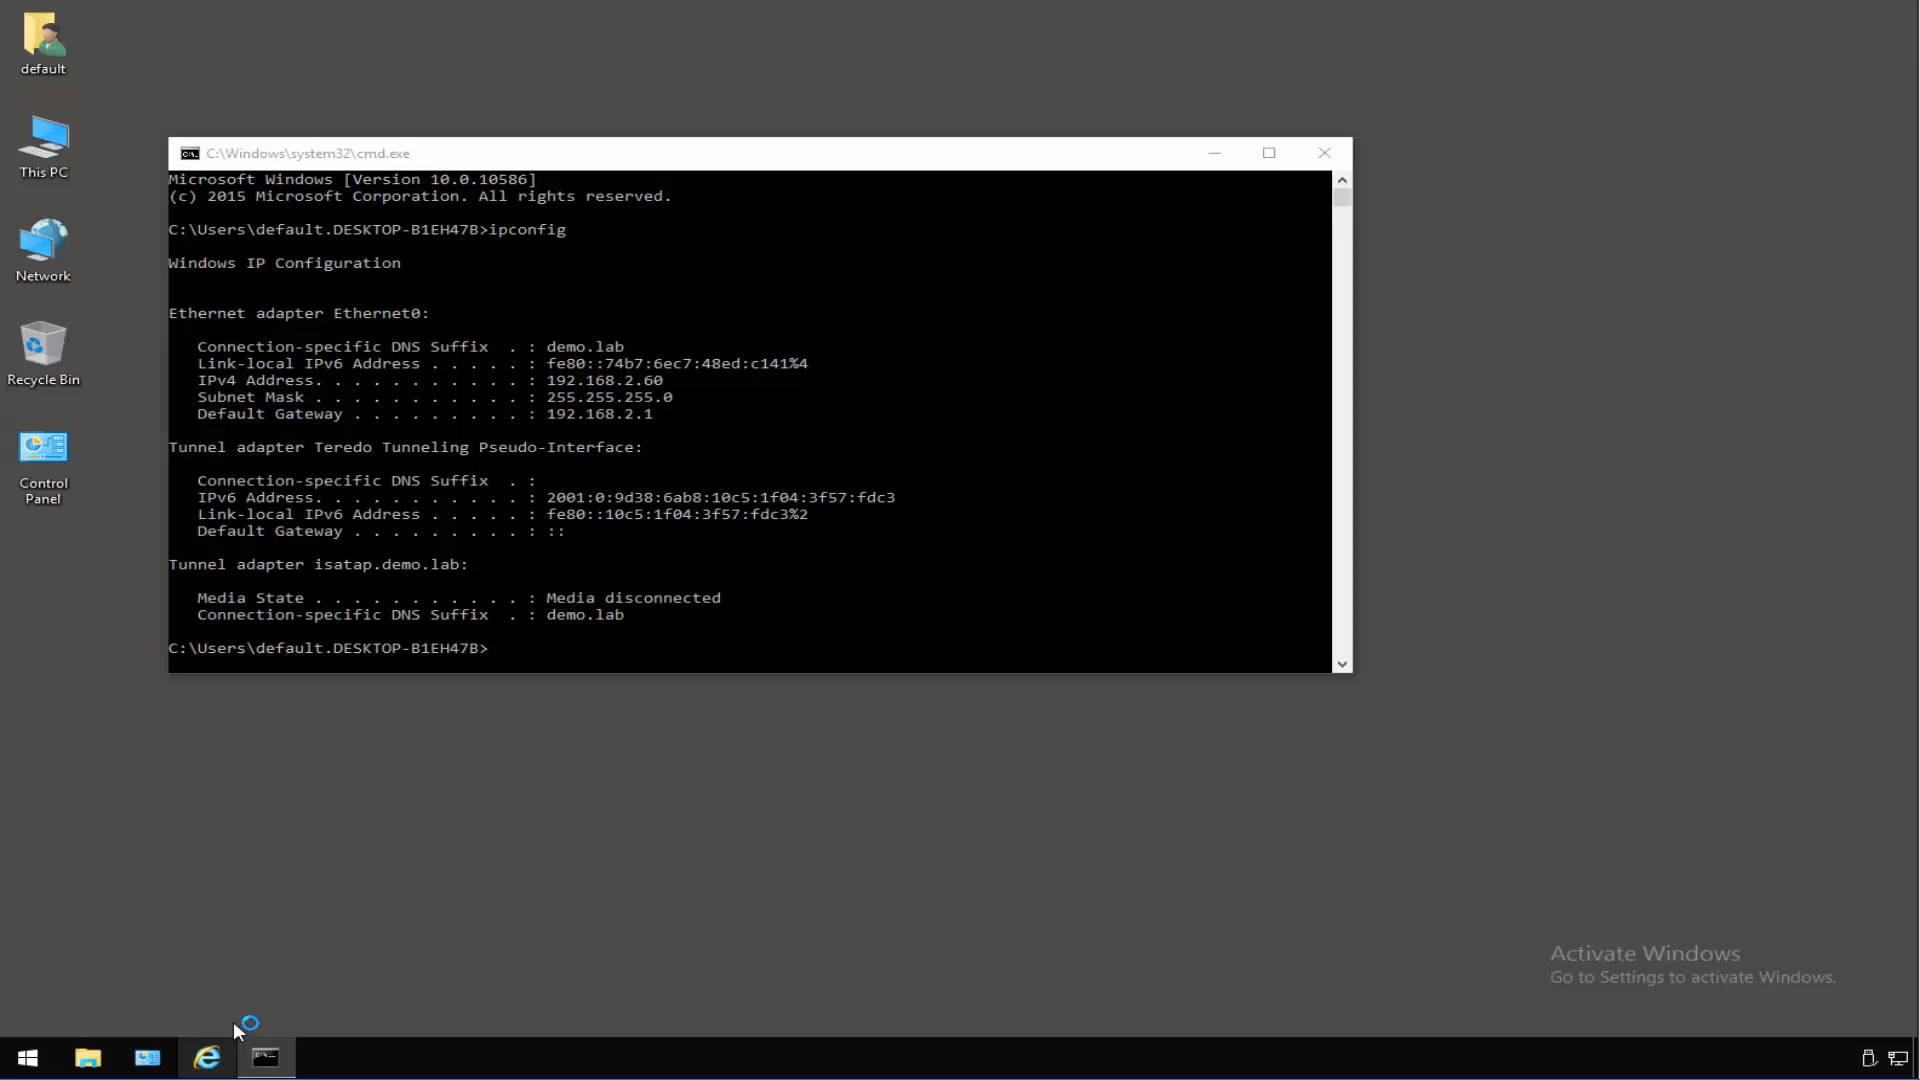 default
This PC
Network
Recycle Bin
Control
Panel
C:\Windows\system32\cmd.exe
Microsoft Windows [Version 10.0.10586]
(c) 2015 Microsoft Corporation. All rights reserved.
C:\Users\default.DESKTOP-B1EH47B>ipconfig
Windows IP Configuration
Ethernet adapter Ethernet0:
Connection-specific DNS Suffix  . : demo.lab
Link-local IPv6 Address . . . . . : fe80::74b7:6ec7:48ed:c141%4
IPv4 Address. . . . . . . . . . . : 192.168.2.60
Subnet Mask . . . . . . . . . . . : 255.255.255.0
Default Gateway . . . . . . . . . : 192.168.2.1
Tunnel adapter Teredo Tunneling Pseudo-Interface:
Connection-specific DNS Suffix  . :
IPv6 Address. . . . . . . . . . . : 2001:0:9d38:6ab8:10c5:1f04:3f57:fdc3
Link-local IPv6 Address . . . . . : fe80::10c5:1f04:3f57:fdc3%2
Default Gateway . . . . . . . . . : ::
Tunnel adapter isatap.demo.lab:
Media State . . . . . . . . . . . : Media disconnected
Connection-specific DNS Suffix  . : demo.lab
C:\Users\default.DESKTOP-B1EH47B>
Activate Windows
Go to Settings to activate Windows.